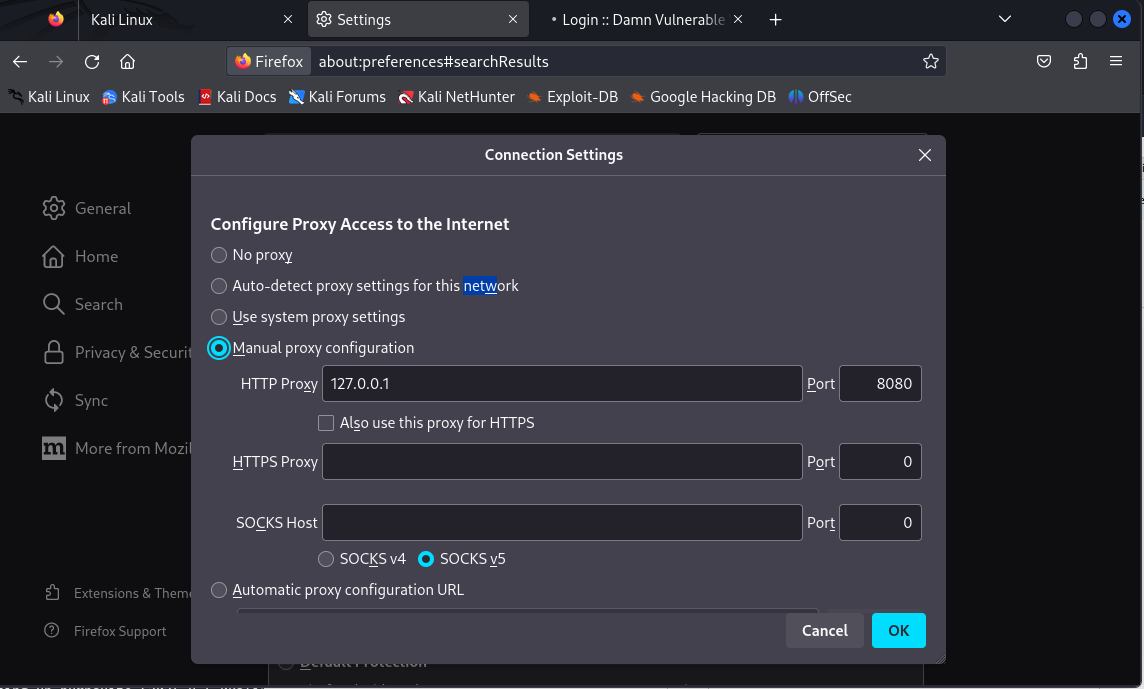 Kali Linux
Settings
Login :: Damn Vulnerable
Firefox about:preferences#searchResults
Kali Linux Kali Tools Kali Docs Kali Forums Kali NetHunter Exploit-DB Google Hacking DB OffSec
Connection Settings
General
Home
Search
Privacy & Securit
Sync
More from Mozil
Extensions & Theme
Firefox Support
Configure Proxy Access to the Internet
No proxy
Auto-detect proxy settings for this network
Use system proxy settings
Manual proxy configuration
HTTP Proxy 127.0.0.1 Port 8080
Also use this proxy for HTTPS
HTTPS Proxy Port 0
SOCKS Host Port 0
SOCKS v4 SOCKS v5
Automatic proxy configuration URL
Cancel OK
Default Protection